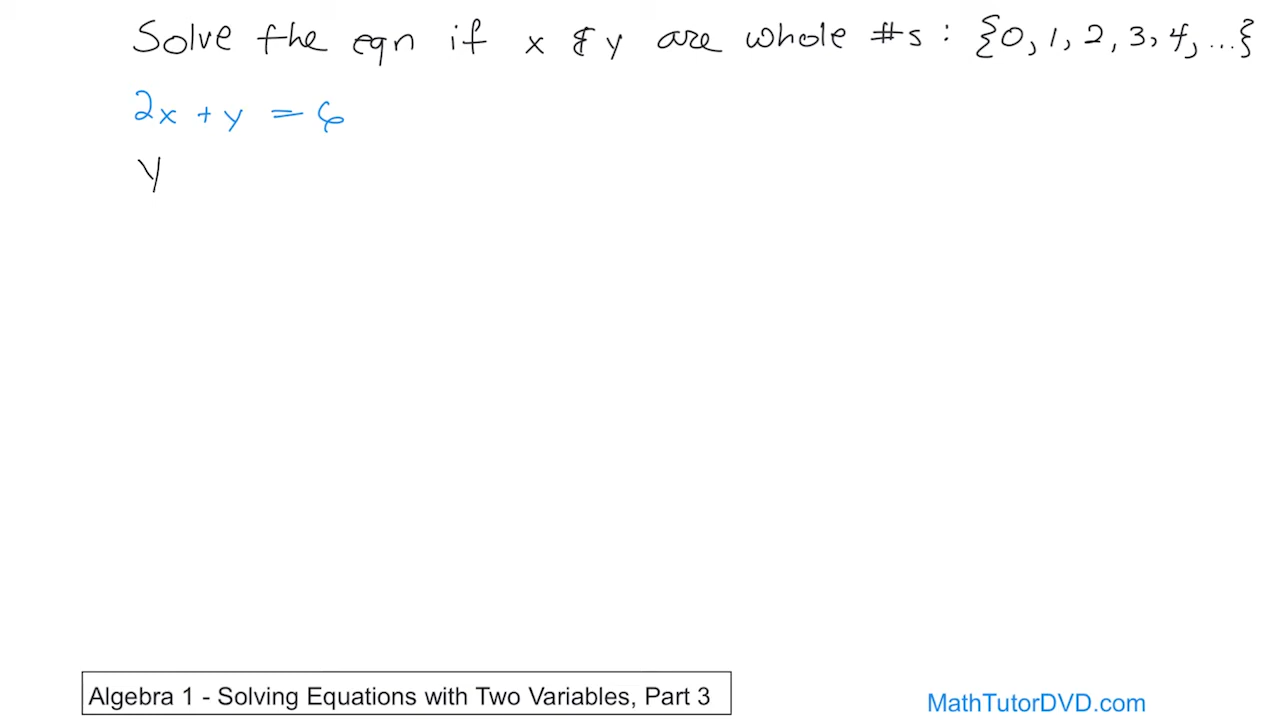 Solve the eqn if x & y are whole #s : {0, 1, 2, 3, 4, ...}
2x + y = 6
y
Algebra 1 - Solving Equations with Two Variables, Part 3
MathTutorDVD.com